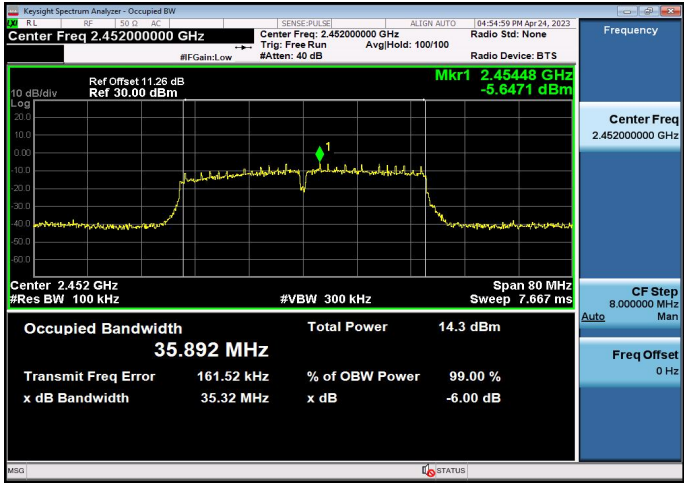 Keysight Spectrum Analyzer - Occupied BW
RL RF 50 Ω AC SENSE:PULSE ALIGN AUTO 04:54:59 PM Apr 24, 2023
Center Freq 2.452000000 GHz Center Freq: 2.452000000 GHz Radio Std: None Frequency
Trig: Free Run Avg|Hold: 100/100
#IFGain:Low #Atten: 40 dB Radio Device: BTS
Mkr1 2.45448 GHz
Ref Offset 11.26 dB
10 dB/div Ref 30.00 dBm -5.6471 dBm
Log
20.0
10.0
0.00
-10.0
-20.0
-30.0
-40.0
-50.0
-60.0
1
Center Freq
2.452000000 GHz
Center 2.452 GHz Span 80 MHz
#Res BW 100 kHz #VBW 300 kHz Sweep 7.667 ms
CF Step
8.000000 MHz
Auto Man
Occupied Bandwidth Total Power 14.3 dBm
35.892 MHz
Freq Offset
0 Hz
Transmit Freq Error 161.52 kHz % of OBW Power 99.00 %
x dB Bandwidth 35.32 MHz x dB -6.00 dB
MSG STATUS